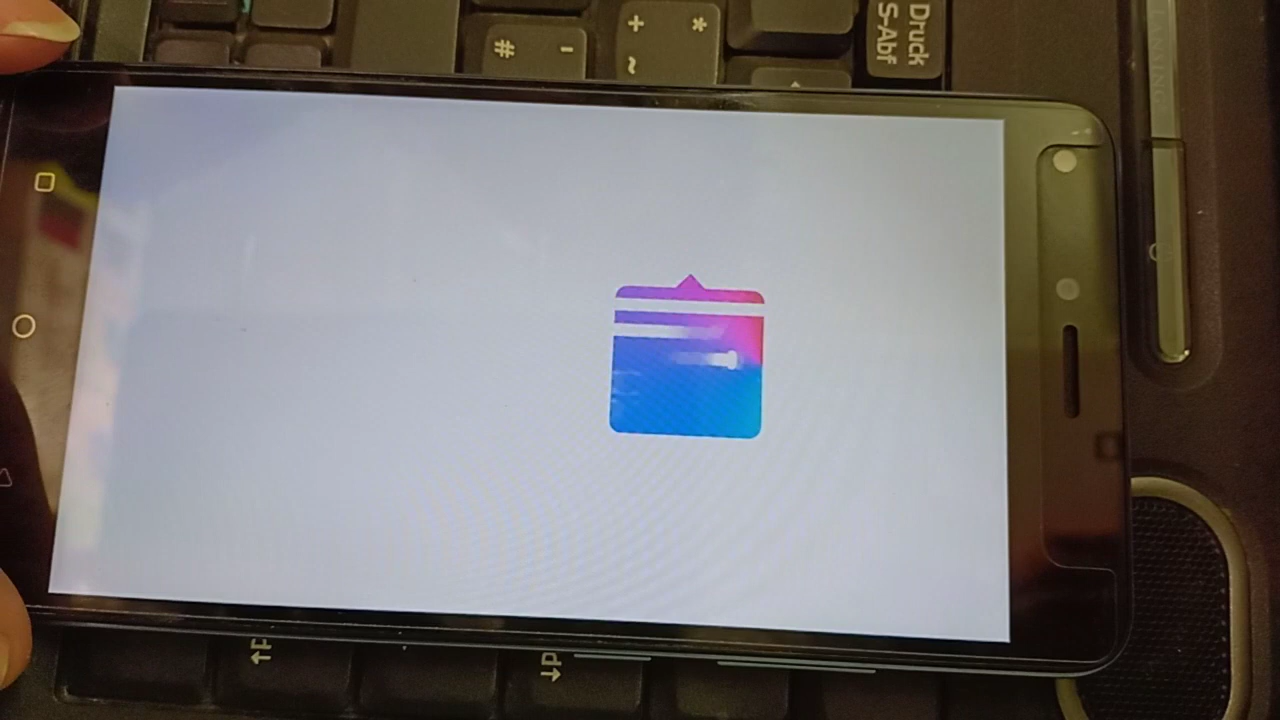 # '
+ * ~
Druck
S-Abf
P↑
P↓